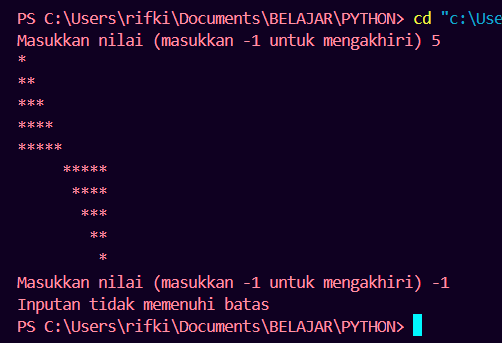 PS C:\Users\rifki\Documents\BELAJAR\PYTHON> cd "c:\Use
Masukkan nilai (masukkan -1 untuk mengakhiri) 5
*
**
***
****
*****
     *****
      ****
       ***
        **
         *
Masukkan nilai (masukkan -1 untuk mengakhiri) -1
Inputan tidak memenuhi batas
PS C:\Users\rifki\Documents\BELAJAR\PYTHON>